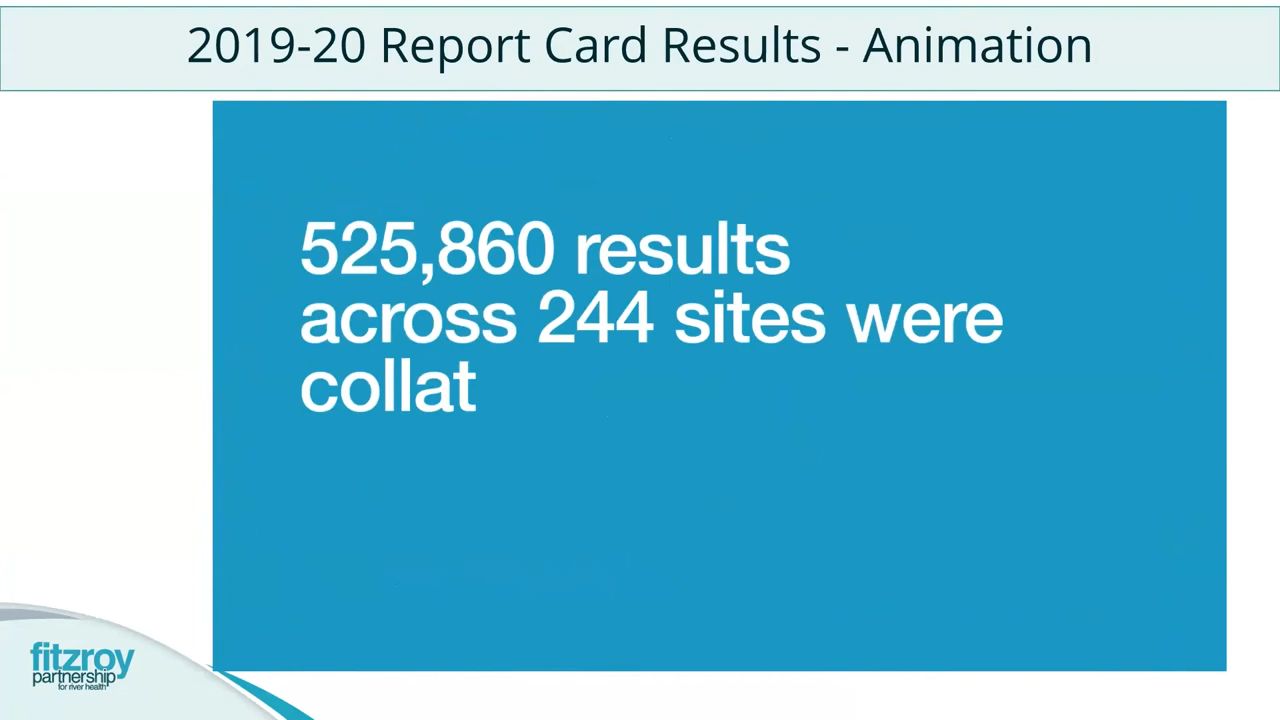 2019-20 Report Card Results - Animation
525,860 results
across 244 sites were
collat
fitzroy
partnership
for river health